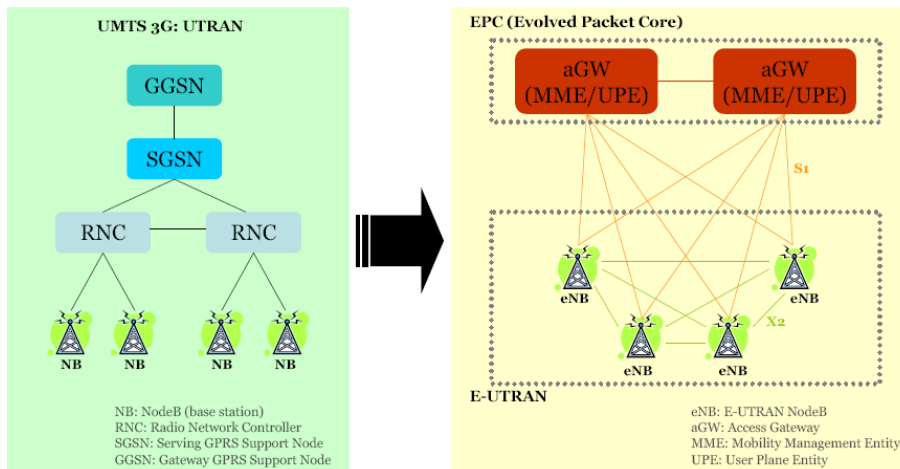 UMTS 3G: UTRAN
GGSN
SGSN
RNC
RNC
NB
NB
NB
NB
NB: NodeB (base station)
RNC: Radio Network Controller
SGSN: Serving GPRS Support Node
GGSN: Gateway GPRS Support Node
EPC (Evolved Packet Core)
aGW
(MME/UPE)
aGW
(MME/UPE)
S1
eNB
eNB
X2
eNB
eNB
E-UTRAN
eNB: E-UTRAN NodeB
aGW: Access Gateway
MME: Mobility Management Entity
UPE: User Plane Entity